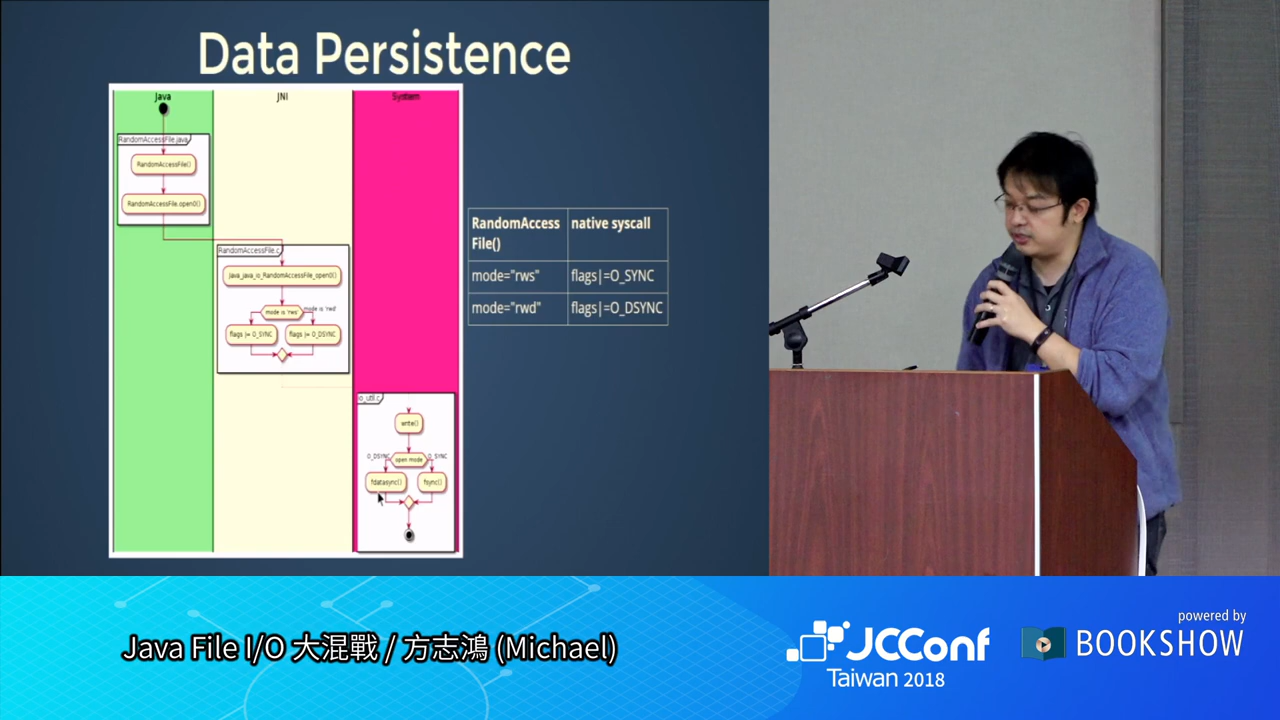 Data Persistence
Java
JNI
System
RandomAccessFile.java
RandomAccessFile()
RandomAccessFile.open0()
RandomAccessFile.c
Java_java_io_RandomAccessFile_open0()
mode is 'rws'
mode is 'rwd'
flags |= O_SYNC
flags |= O_DSYNC
io_util.c
write()
O_DSYNC
open mode
O_SYNC
fdatasync()
fsync()
RandomAccess
File()
native syscall
mode="rws"
flags|=O_SYNC
mode="rwd"
flags|=O_DSYNC
Java File I/O 大混戰 / 方志鴻 (Michael)
JCConf
Taiwan 2018
powered by
BOOKSHOW